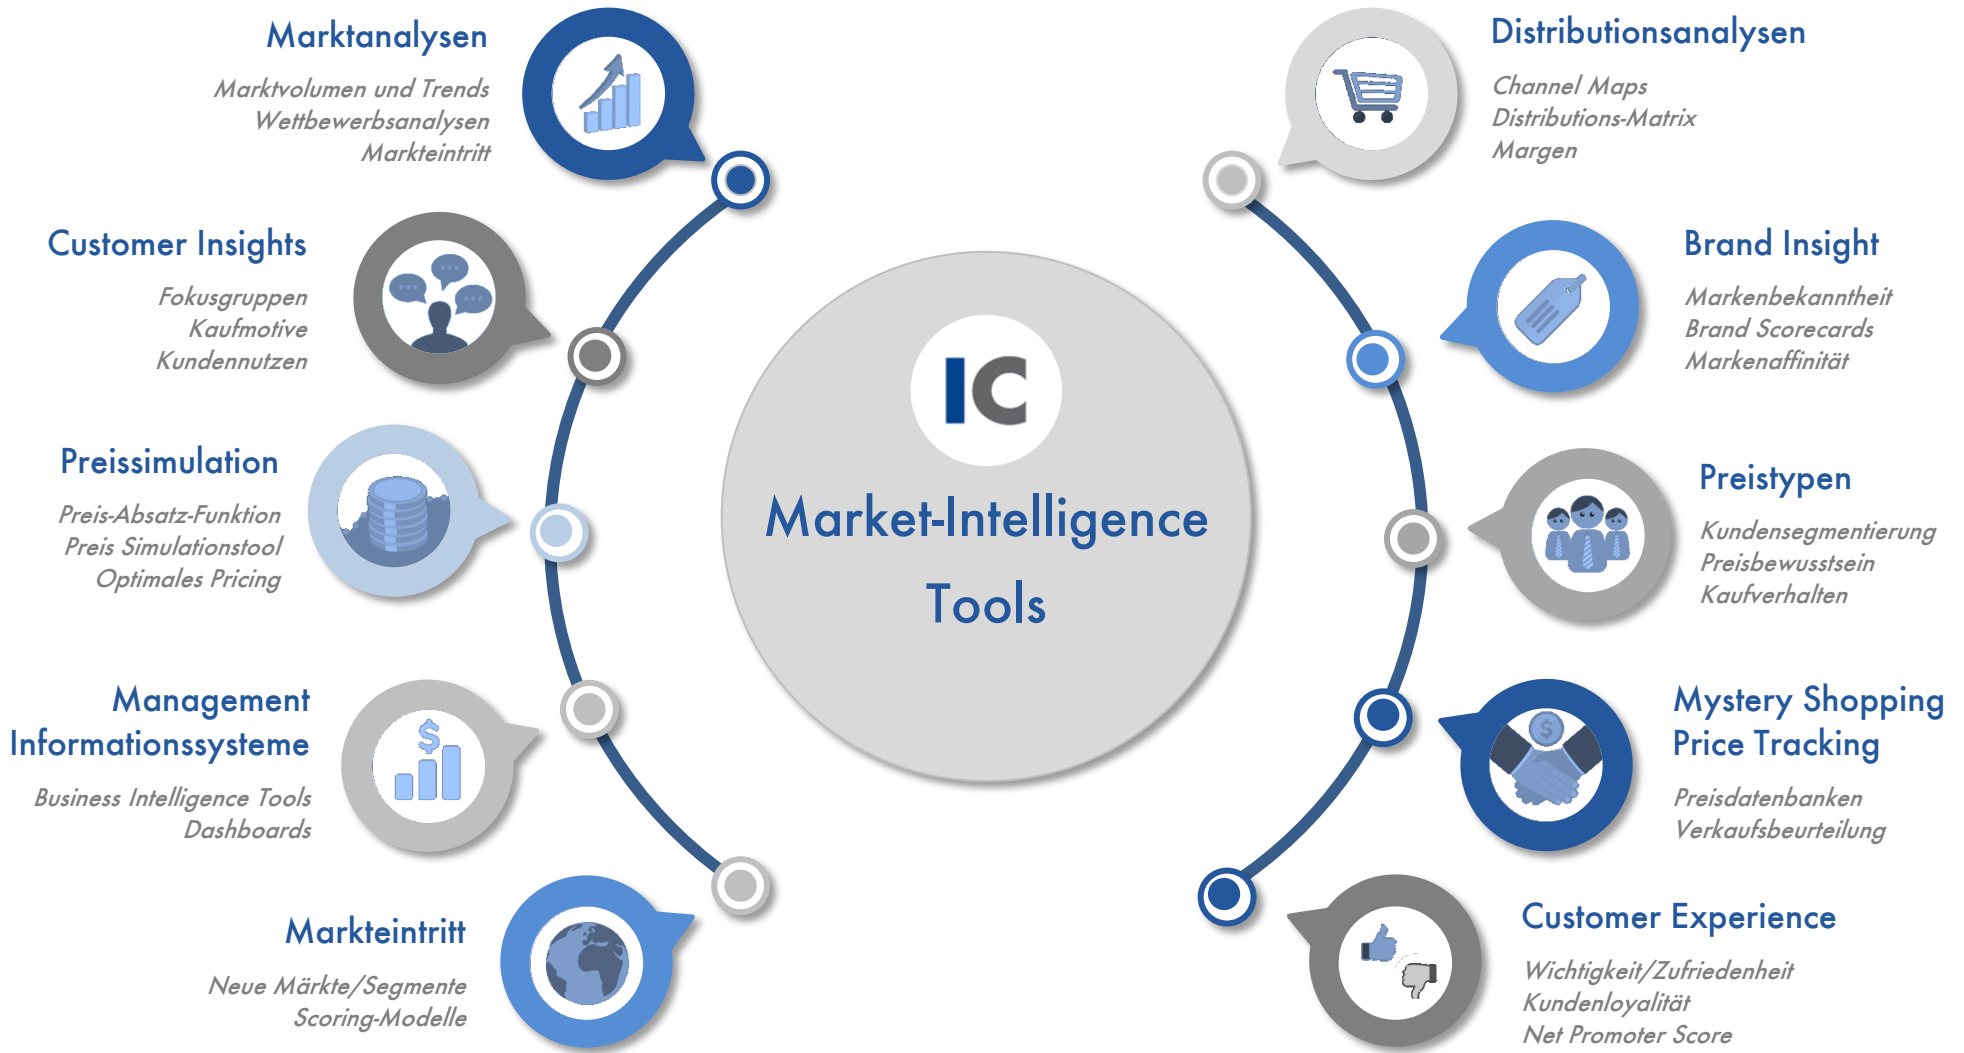 Marktanalysen
Marktvolumen und Trends
Wettbewerbsanalysen
Markteintritt
Customer Insights
Fokusgruppen
Kaufmotive
Kundennutzen
Preissimulation
Preis-Absatz-Funktion
Preis Simulationstool
Optimales Pricing
Management
Informationssysteme
Business Intelligence Tools
Dashboards
$
Markteintritt
Neue Märkte/Segmente
Scoring-Modelle
IC
Market-Intelligence
Tools
Distributionsanalysen
Channel Maps
Distributions-Matrix
Margen
Brand Insight
Markenbekanntheit
Brand Scorecards
Markenaffinität
Preistypen
Kundensegmentierung
Preisbewusstsein
Kaufverhalten
Mystery Shopping
Price Tracking
Preisdatenbanken
Verkaufsbeurteilung
$
Customer Experience
Wichtigkeit/Zufriedenheit
Kundenloyalität
Net Promoter Score